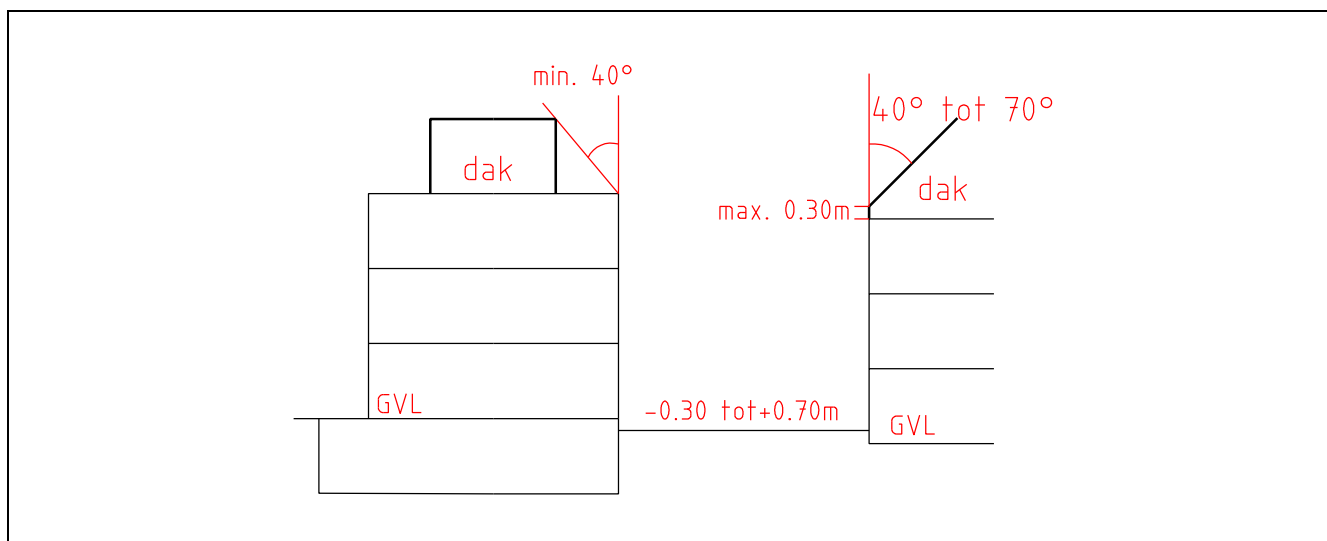 min. 40°
40° tot 70°
dak
dak
max. 0.30m
GVL
-0.30 tot+0.70m
GVL